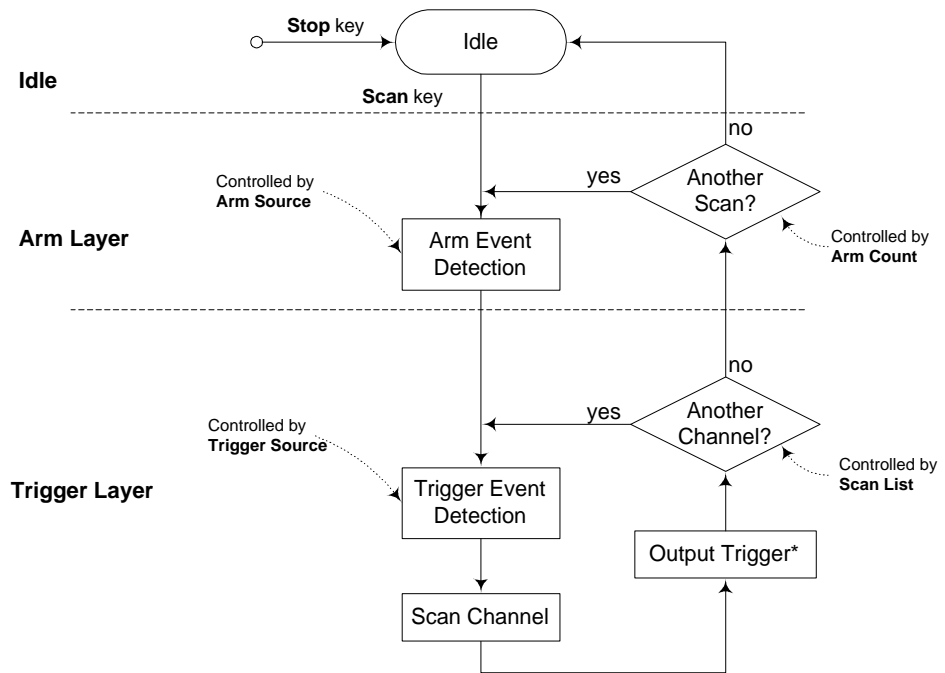 Stop key
Idle
Idle
Scan key
no
yes
Another
Scan?
Controlled by
Arm Source
Arm Layer
Arm Event
Detection
Controlled by
Arm Count
no
yes
Another
Channel?
Controlled by
Trigger Source
Controlled by
Scan List
Trigger Layer
Trigger Event
Detection
Output Trigger*
Scan Channel